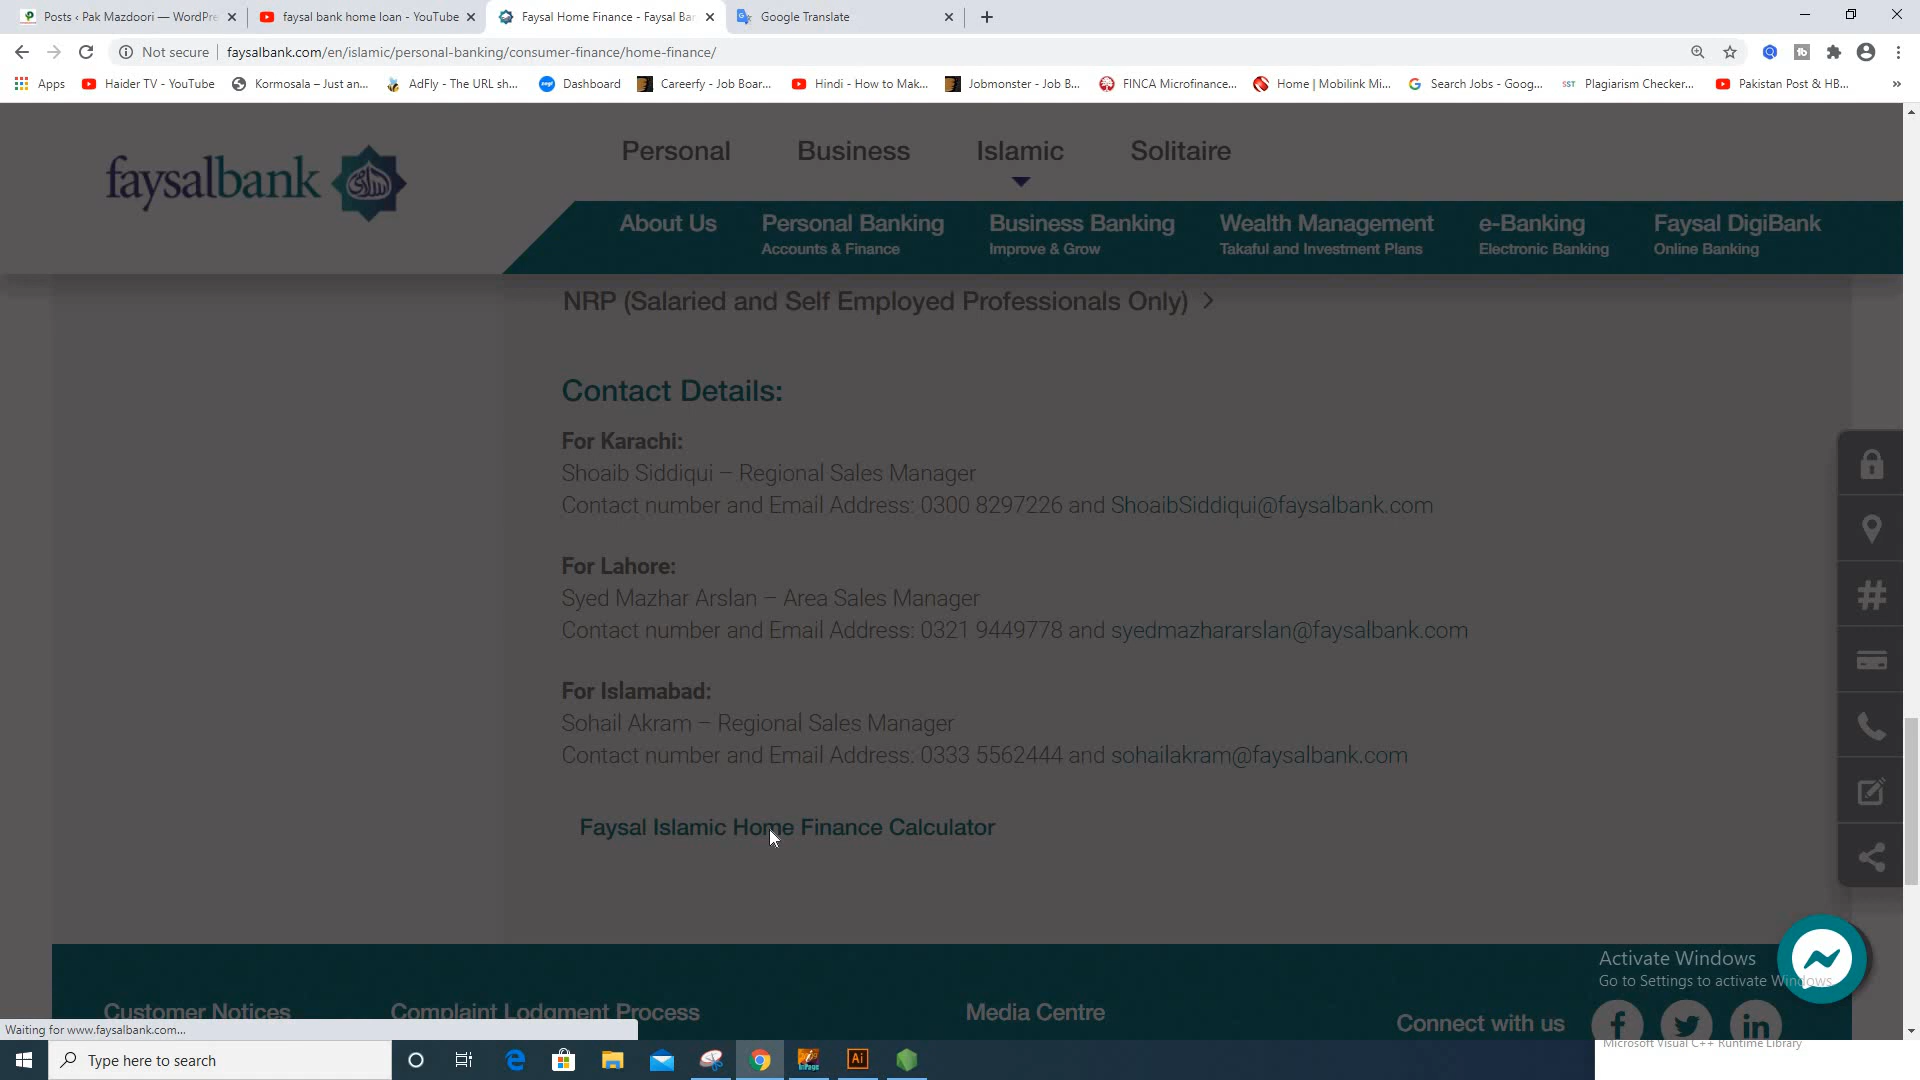 Posts ‹ Pak Mazdoori — WordPre
faysal bank home loan - YouTube
Faysal Home Finance - Faysal Ban
Google Translate
Not secure
faysalbank.com/en/islamic/personal-banking/consumer-finance/home-finance/
Apps
Haider TV - YouTube
Kormosala – Just an...
AdFly - The URL sh...
Dashboard
Careerfy - Job Boar...
Hindi - How to Mak...
Jobmonster - Job B...
FINCA Microfinance...
Home | Mobilink Mi...
Search Jobs - Goog...
Plagiarism Checker...
Pakistan Post & HB...
»
faysalbank
Personal
Business
Islamic
Solitaire
About Us
Personal Banking
Accounts & Finance
Business Banking
Improve & Grow
Wealth Management
Takaful and Investment Plans
e-Banking
Electronic Banking
Faysal DigiBank
Online Banking
NRP (Salaried and Self Employed Professionals Only)
Contact Details:
For Karachi:
Shoaib Siddiqui – Regional Sales Manager
Contact number and Email Address: 0300 8297226 and ShoaibSiddiqui@faysalbank.com
For Lahore:
Syed Mazhar Arslan – Area Sales Manager
Contact number and Email Address: 0321 9449778 and syedmazhararslan@faysalbank.com
For Islamabad:
Sohail Akram – Regional Sales Manager
Contact number and Email Address: 0333 5562444 and sohailakram@faysalbank.com
Faysal Islamic Home Finance Calculator
Activate Windows
Go to Settings to activate Windows.
Customer Notices
Complaint Lodgment Process
Media Centre
Connect with us
Waiting for www.faysalbank.com...
Type here to search
Ai
Microsoft Visual C++ Runtime Library